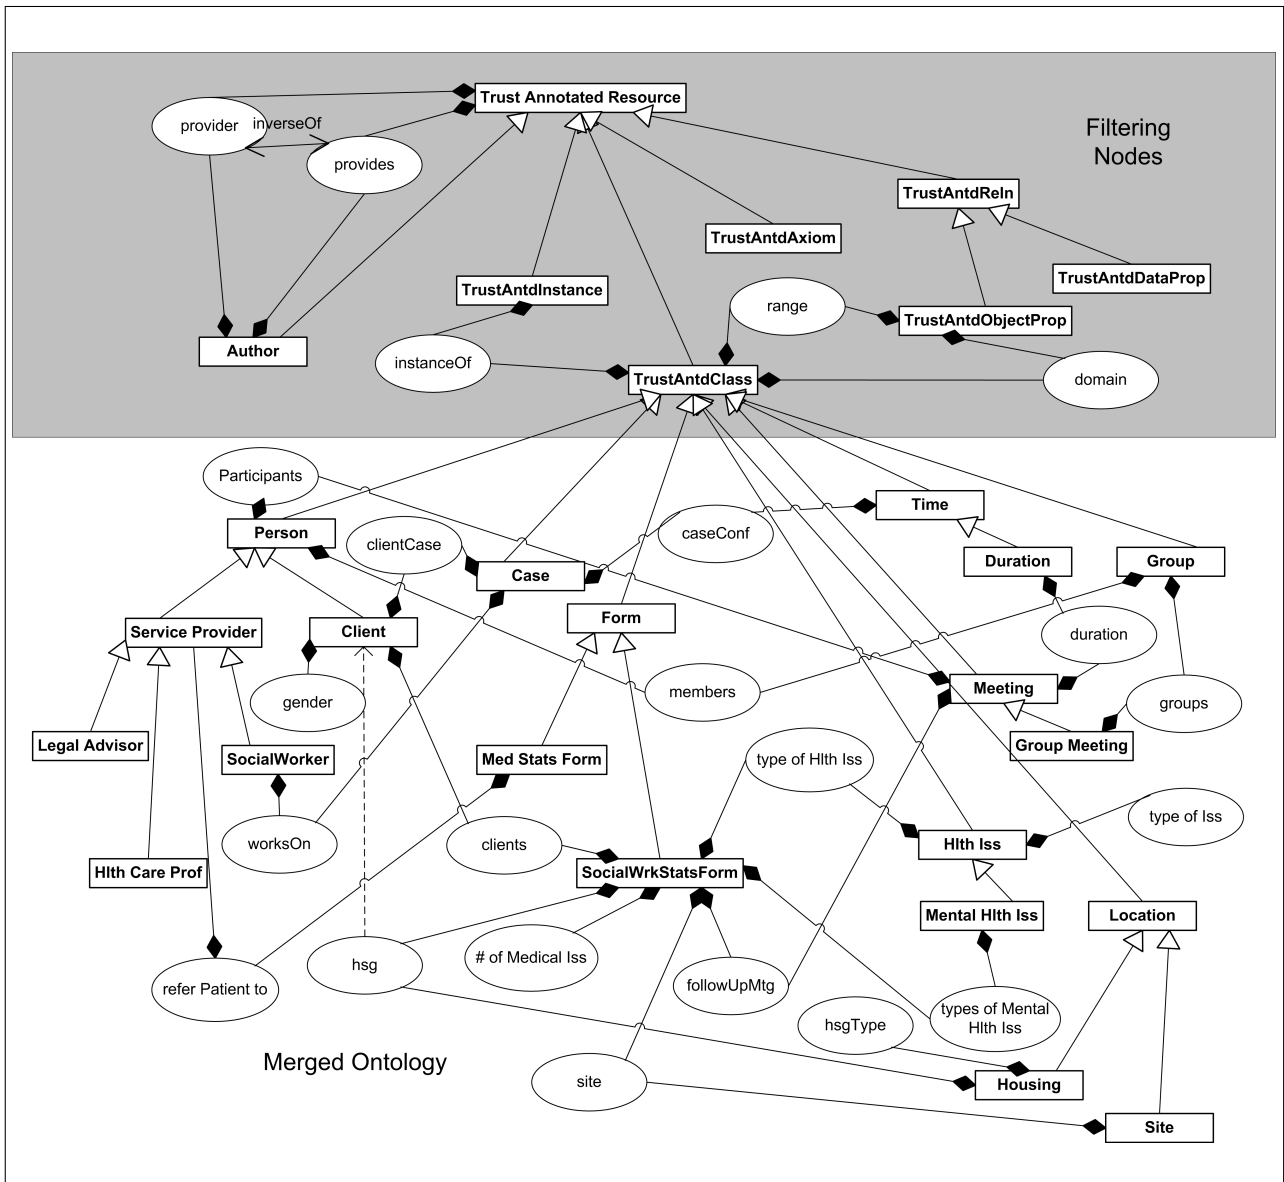 Trust Annotated Resource
provider
inverseOf
provides
Filtering
Nodes
TrustAntdReln
TrustAntdAxiom
TrustAntdDataProp
TrustAntdInstance
range
TrustAntdObjectProp
Author
instanceOf
TrustAntdClass
domain
Participants
Time
Person
clientCase
caseConf
Case
Duration
Group
Form
Service Provider
Client
duration
members
Meeting
gender
groups
Legal Advisor
SocialWorker
Med Stats Form
type of Hlth Iss
Group Meeting
type of Iss
worksOn
clients
Hlth Iss
Hlth Care Prof
SocialWrkStatsForm
Mental Hlth Iss
Location
hsg
# of Medical Iss
refer Patient to
followUpMtg
hsgType
types of Mental
Hlth Iss
Merged Ontology
site
Housing
Site